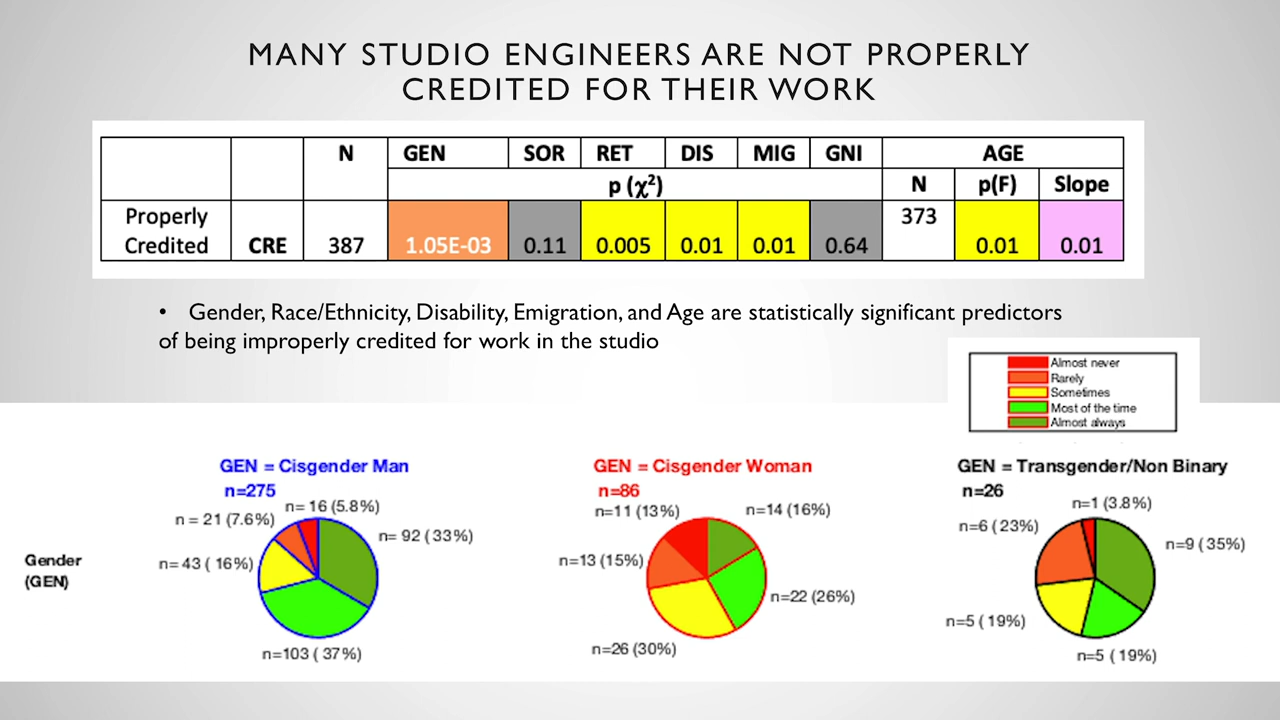 MANY STUDIO ENGINEERS ARE NOT PROPERLY
CREDITED FOR THEIR WORK
N GEN SOR RET DIS MIG GNI AGE
p (χ²) N p(F) Slope
Properly Credited CRE 387 1.05E-03 0.11 0.005 0.01 0.01 0.64 373 0.01 0.01
• Gender, Race/Ethnicity, Disability, Emigration, and Age are statistically significant predictors
of being improperly credited for work in the studio
Almost never
Rarely
Sometimes
Most of the time
Almost always
Gender
(GEN)
GEN = Cisgender Man
n=275
n= 16 (5.8%)
n = 21 (7.6%)
n= 92 (33%)
n= 43 ( 16%)
n=103 ( 37%)
GEN = Cisgender Woman
n=86
n=11 (13%)
n=14 (16%)
n=13 (15%)
n=22 (26%)
n=26 (30%)
GEN = Transgender/Non Binary
n=26
n=1 (3.8%)
n=6 ( 23%)
n=9 ( 35%)
n=5 ( 19%)
n=5 ( 19%)